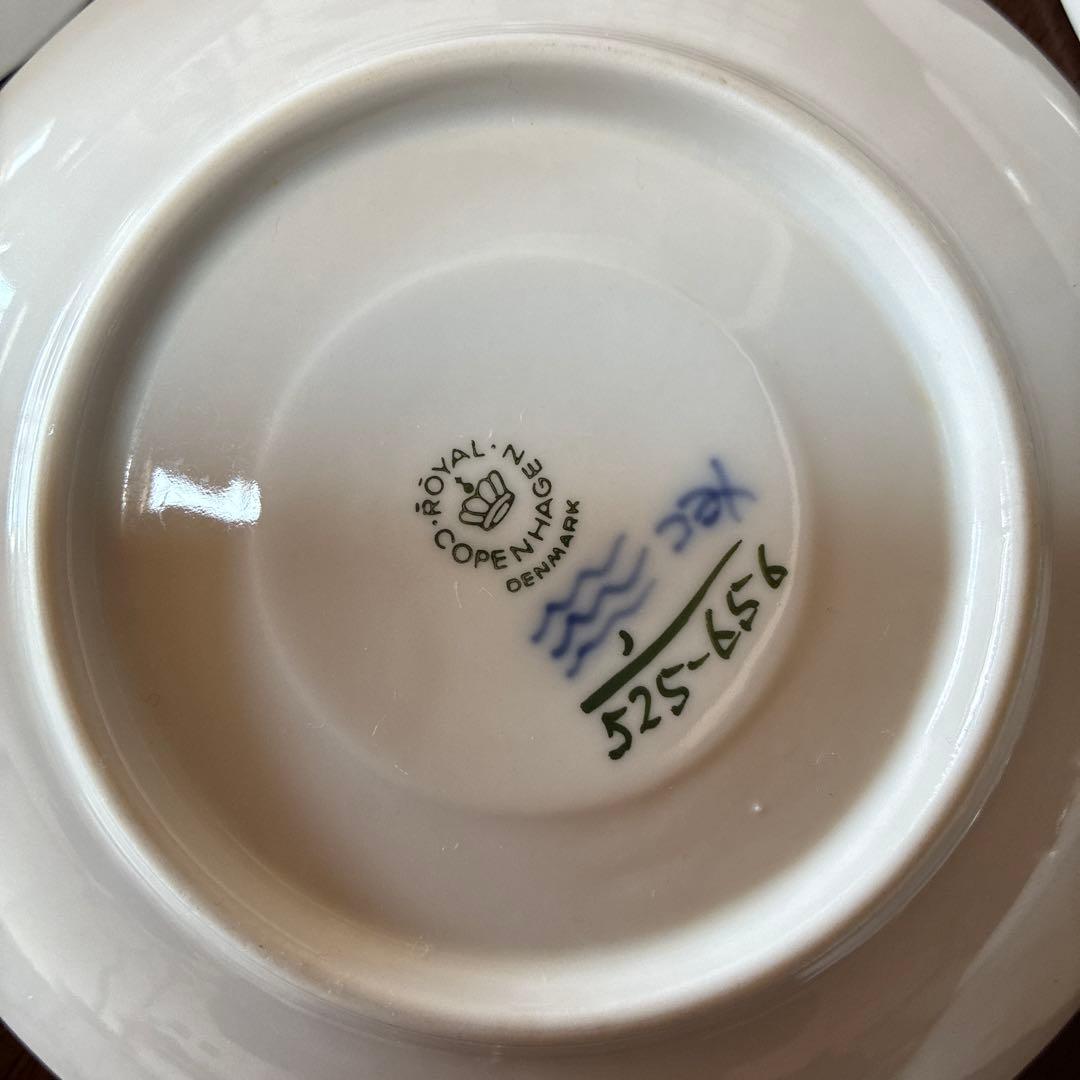 ROYAL · COPENHAGEN
DENMARK
525-656